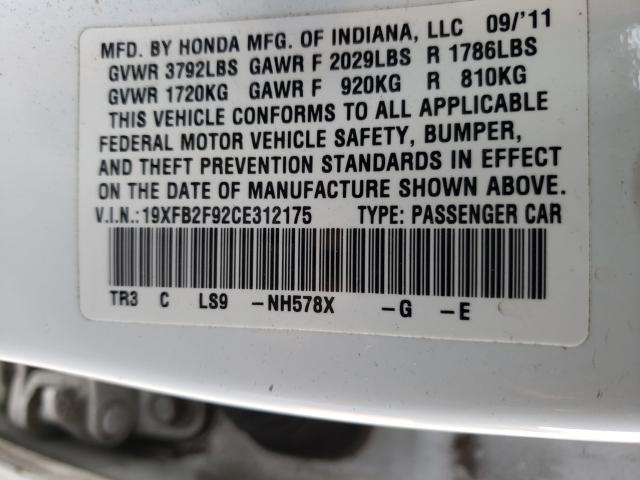 MFD. BY HONDA MFG. OF INDIANA, LLC 09/'11
GVWR 3792LBS GAWR F 2029LBS R 1786LBS
GVWR 1720KG GAWR F 920KG R 810KG
THIS VEHICLE CONFORMS TO ALL APPLICABLE
FEDERAL MOTOR VEHICLE SAFETY, BUMPER,
AND THEFT PREVENTION STANDARDS IN EFFECT
ON THE DATE OF MANUFACTURE SHOWN ABOVE.
V.I.N.: 19XFB2F92CE312175 TYPE: PASSENGER CAR
TR3 C LS9 -NH578X -G -E